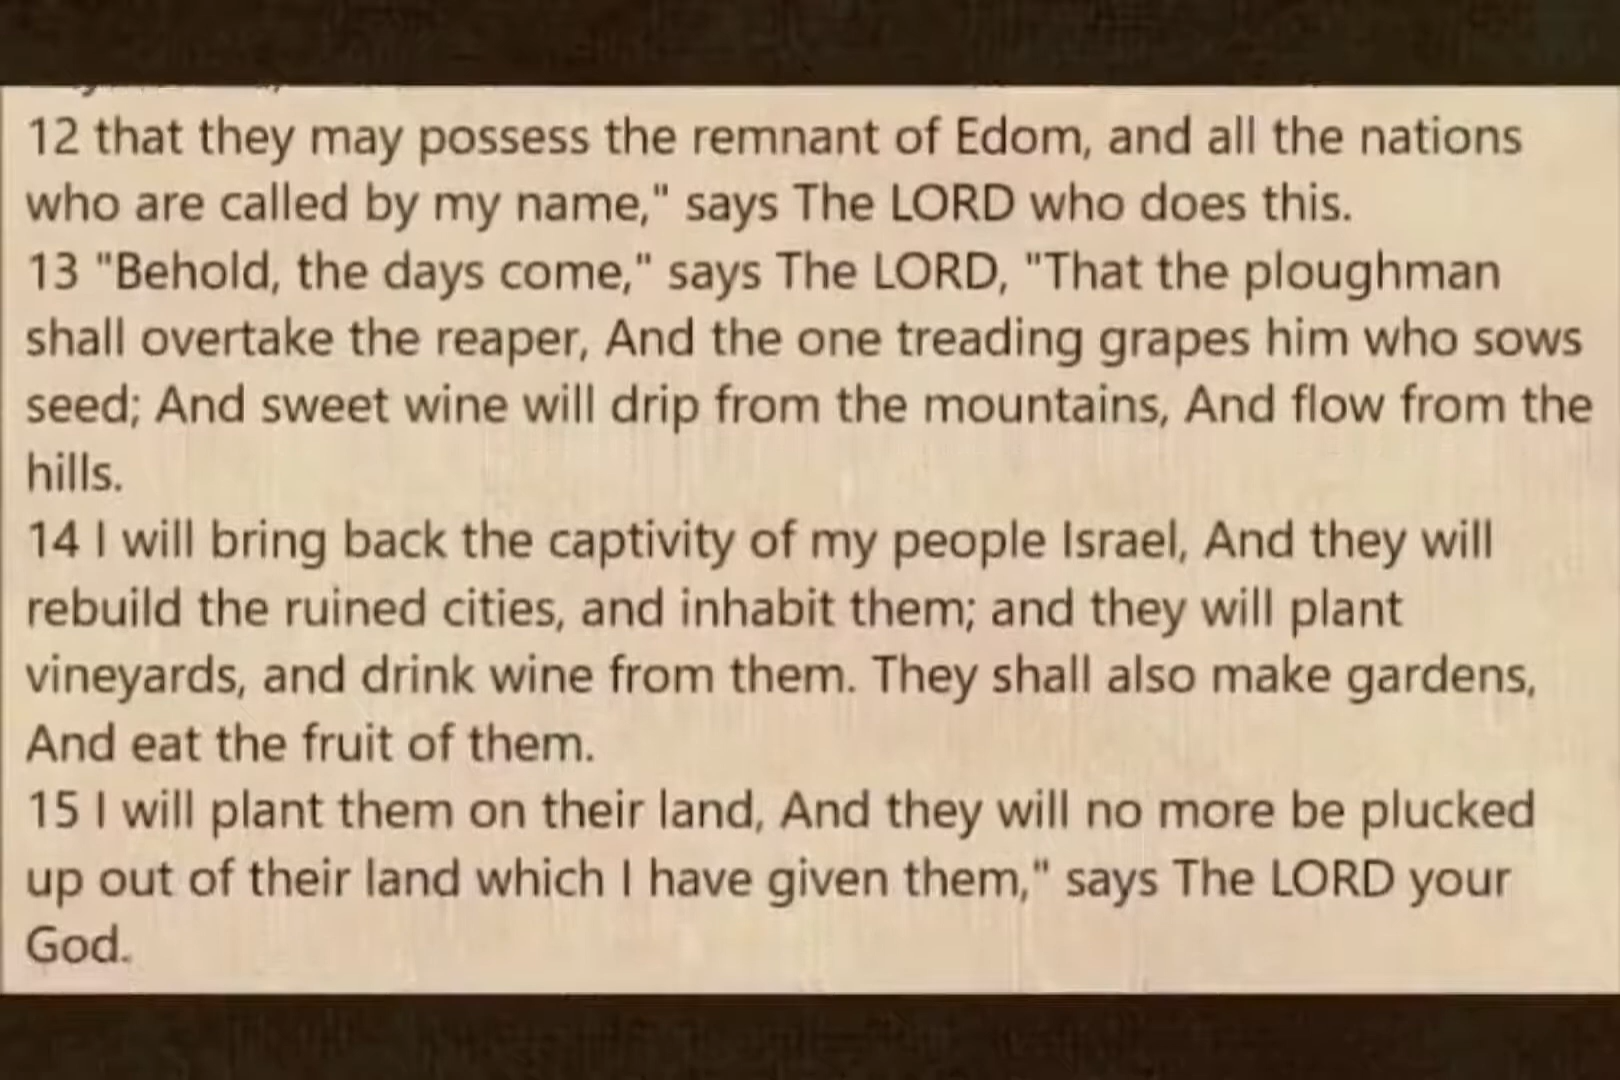 12 that they may possess the remnant of Edom, and all the nations
who are called by my name," says The LORD who does this.
13 "Behold, the days come," says The LORD, "That the ploughman
shall overtake the reaper, And the one treading grapes him who sows
seed; And sweet wine will drip from the mountains, And flow from the
hills.
14 I will bring back the captivity of my people Israel, And they will
rebuild the ruined cities, and inhabit them; and they will plant
vineyards, and drink wine from them. They shall also make gardens,
And eat the fruit of them.
15 I will plant them on their land, And they will no more be plucked
up out of their land which I have given them," says The LORD your
God.